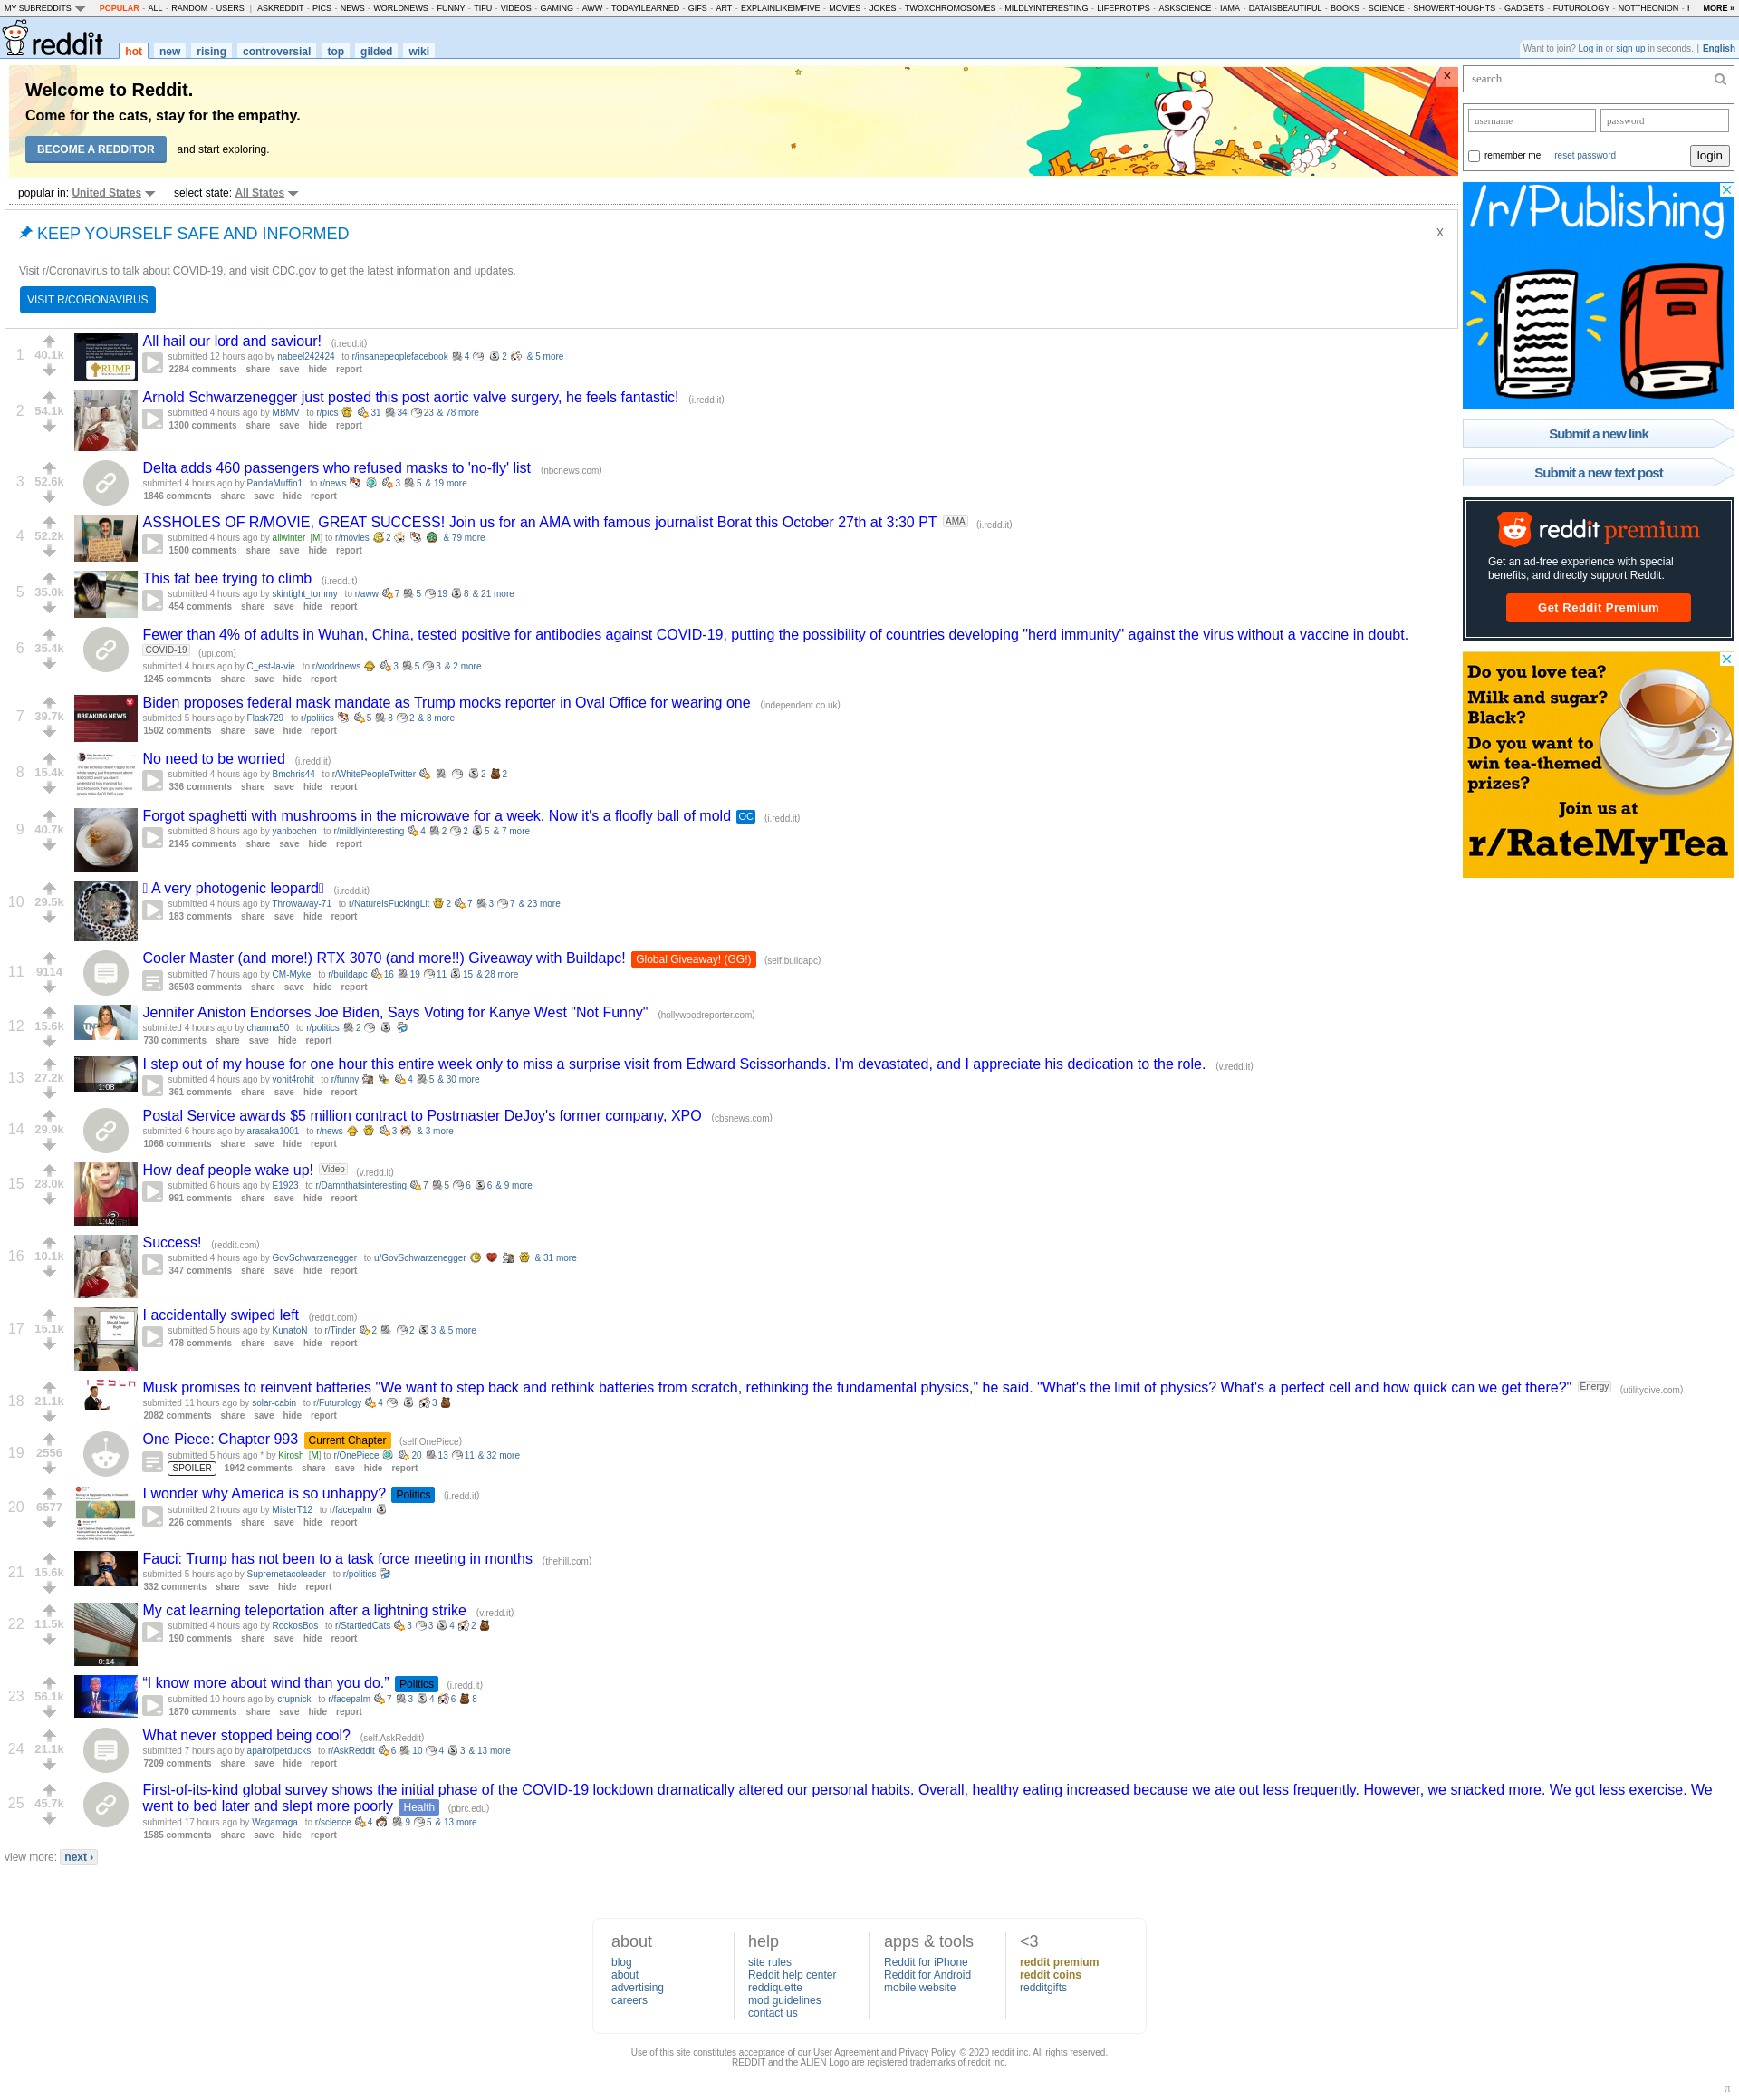 MY SUBREDDITS POPULAR - ALL - RANDOM - USERS | ASKREDDIT - PICS - NEWS - WORLDNEWS - FUNNY - TIFU - VIDEOS - GAMING - AWW - TODAYILEARNED - GIFS - ART - EXPLAINLIKEIMFIVE - MOVIES - JOKES - TWOXCHROMOSOMES - MILDLYINTERESTING - LIFEPROTIPS - ASKSCIENCE - IAMA - DATAISBEAUTIFUL - BOOKS - SCIENCE - SHOWERTHOUGHTS - GADGETS - FUTUROLOGY - NOTTHEONION - MORE »
reddit hot new rising controversial top gilded wiki
Want to join? Log in or sign up in seconds. | English
Welcome to Reddit.
Come for the cats, stay for the empathy.
BECOME A REDDITOR and start exploring.
×
popular in: United States select state: All States
KEEP YOURSELF SAFE AND INFORMED
X
Visit r/Coronavirus to talk about COVID-19, and visit CDC.gov to get the latest information and updates.
VISIT R/CORONAVIRUS
1 40.1k
All hail our lord and saviour! (i.redd.it)
submitted 12 hours ago by nabeel242424 to r/insanepeoplefacebook 4 2 & 5 more
2284 comments share save hide report
2 54.1k
Arnold Schwarzenegger just posted this post aortic valve surgery, he feels fantastic! (i.redd.it)
submitted 4 hours ago by MBMV to r/pics 31 34 23 & 78 more
1300 comments share save hide report
3 52.6k
Delta adds 460 passengers who refused masks to 'no-fly' list (nbcnews.com)
submitted 4 hours ago by PandaMuffin1 to r/news 3 5 & 19 more
1846 comments share save hide report
4 52.2k
ASSHOLES OF R/MOVIE, GREAT SUCCESS! Join us for an AMA with famous journalist Borat this October 27th at 3:30 PT AMA (i.redd.it)
submitted 4 hours ago by allwinter [M] to r/movies 2 & 79 more
1500 comments share save hide report
5 35.0k
This fat bee trying to climb (i.redd.it)
submitted 4 hours ago by skintight_tommy to r/aww 7 5 19 8 & 21 more
454 comments share save hide report
6 35.4k
Fewer than 4% of adults in Wuhan, China, tested positive for antibodies against COVID-19, putting the possibility of countries developing "herd immunity" against the virus without a vaccine in doubt.
COVID-19 (upi.com)
submitted 4 hours ago by C_est-la-vie to r/worldnews 3 5 3 & 2 more
1245 comments share save hide report
7 39.7k
BREAKING NEWS
Biden proposes federal mask mandate as Trump mocks reporter in Oval Office for wearing one (independent.co.uk)
submitted 5 hours ago by Flask729 to r/politics 5 8 2 & 8 more
1502 comments share save hide report
8 15.4k
No need to be worried (i.redd.it)
submitted 4 hours ago by Bmchris44 to r/WhitePeopleTwitter 2 2
336 comments share save hide report
9 40.7k
Forgot spaghetti with mushrooms in the microwave for a week. Now it's a floofly ball of mold OC (i.redd.it)
submitted 8 hours ago by yanbochen to r/mildlyinteresting 4 2 2 5 & 7 more
2145 comments share save hide report
10 29.5k
A very photogenic leopard (i.redd.it)
submitted 4 hours ago by Throwaway-71 to r/NatureIsFuckingLit 2 7 3 7 & 23 more
183 comments share save hide report
11 9114
Cooler Master (and more!) RTX 3070 (and more!!) Giveaway with Buildapc! Global Giveaway! (GG!) (self.buildapc)
submitted 7 hours ago by CM-Myke to r/buildapc 16 19 11 15 & 28 more
36503 comments share save hide report
12 15.6k
Jennifer Aniston Endorses Joe Biden, Says Voting for Kanye West "Not Funny" (hollywoodreporter.com)
submitted 4 hours ago by chanma50 to r/politics 2
730 comments share save hide report
13 27.2k
1:08
I step out of my house for one hour this entire week only to miss a surprise visit from Edward Scissorhands. I'm devastated, and I appreciate his dedication to the role. (v.redd.it)
submitted 4 hours ago by vohit4rohit to r/funny 4 5 & 30 more
361 comments share save hide report
14 29.9k
Postal Service awards $5 million contract to Postmaster DeJoy's former company, XPO (cbsnews.com)
submitted 6 hours ago by arasaka1001 to r/news 3 & 3 more
1066 comments share save hide report
15 28.0k
1:02
How deaf people wake up! Video (v.redd.it)
submitted 6 hours ago by E1923 to r/Damnthatsinteresting 7 5 6 6 & 9 more
991 comments share save hide report
16 10.1k
Success! (reddit.com)
submitted 4 hours ago by GovSchwarzenegger to u/GovSchwarzenegger & 31 more
347 comments share save hide report
17 15.1k
I accidentally swiped left (reddit.com)
submitted 5 hours ago by KunatoN to r/Tinder 2 2 3 & 5 more
478 comments share save hide report
18 21.1k
Musk promises to reinvent batteries "We want to step back and rethink batteries from scratch, rethinking the fundamental physics," he said. "What's the limit of physics? What's a perfect cell and how quick can we get there?" Energy (utilitydive.com)
submitted 11 hours ago by solar-cabin to r/Futurology 4 3
2082 comments share save hide report
19 2556
One Piece: Chapter 993 Current Chapter (self.OnePiece)
submitted 5 hours ago * by Kirosh [M] to r/OnePiece 20 13 11 & 32 more
SPOILER 1942 comments share save hide report
20 6577
I wonder why America is so unhappy? Politics (i.redd.it)
submitted 2 hours ago by MisterT12 to r/facepalm
226 comments share save hide report
21 15.6k
Fauci: Trump has not been to a task force meeting in months (thehill.com)
submitted 5 hours ago by Supremetacoleader to r/politics
332 comments share save hide report
22 11.5k
0:14
My cat learning teleportation after a lightning strike (v.redd.it)
submitted 4 hours ago by RockosBos to r/StartledCats 3 3 4 2
190 comments share save hide report
23 56.1k
“I know more about wind than you do.” Politics (i.redd.it)
submitted 10 hours ago by crupnick to r/facepalm 7 3 4 6 8
1870 comments share save hide report
24 21.1k
What never stopped being cool? (self.AskReddit)
submitted 7 hours ago by apairofpetducks to r/AskReddit 6 10 4 3 & 13 more
7209 comments share save hide report
25 45.7k
First-of-its-kind global survey shows the initial phase of the COVID-19 lockdown dramatically altered our personal habits. Overall, healthy eating increased because we ate out less frequently. However, we snacked more. We got less exercise. We
went to bed later and slept more poorly Health (pbrc.edu)
submitted 17 hours ago by Wagamaga to r/science 4 9 5 & 13 more
1585 comments share save hide report
view more: next ›
search
username password
remember me reset password login
/r/Publishing
Submit a new link
Submit a new text post
reddit premium
Get an ad-free experience with special
benefits, and directly support Reddit.
Get Reddit Premium
Do you love tea?
Milk and sugar?
Black?
Do you want to
win tea-themed
prizes?
Join us at
r/RateMyTea
about
blog
about
advertising
careers
help
site rules
Reddit help center
reddiquette
mod guidelines
contact us
apps & tools
Reddit for iPhone
Reddit for Android
mobile website
<3
reddit premium
reddit coins
redditgifts
Use of this site constitutes acceptance of our User Agreement and Privacy Policy. © 2020 reddit inc. All rights reserved.
REDDIT and the ALIEN Logo are registered trademarks of reddit inc.
π